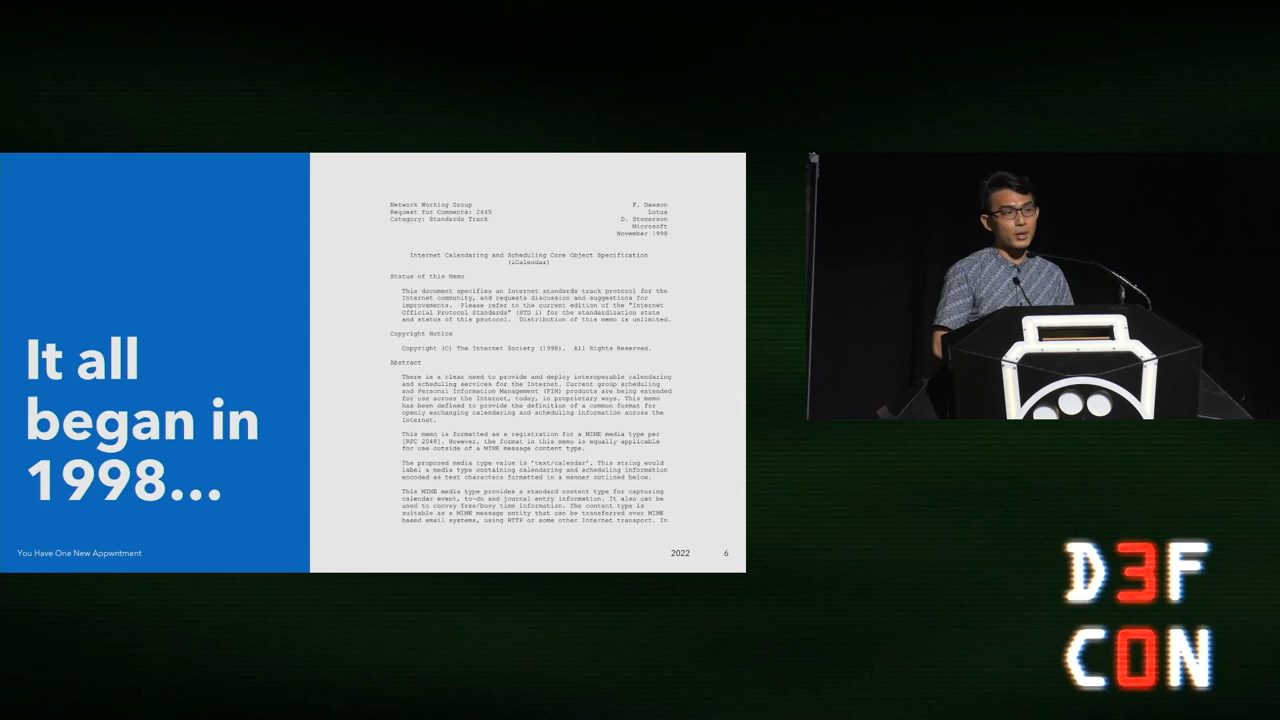 It all
began in
1998...
You Have One New Appwntment
Network Working Group F. Dawson
Request for Comments: 2445 Lotus
Category: Standards Track D. Stenerson
Microsoft
November 1998
Internet Calendaring and Scheduling Core Object Specification
(iCalendar)
Status of this Memo
This document specifies an Internet standards track protocol for the
Internet community, and requests discussion and suggestions for
improvements. Please refer to the current edition of the "Internet
Official Protocol Standards" (STD 1) for the standardization state
and status of this protocol. Distribution of this memo is unlimited.
Copyright Notice
Copyright (C) The Internet Society (1998). All Rights Reserved.
Abstract
There is a clear need to provide and deploy interoperable calendaring
and scheduling services for the Internet. Current group scheduling
and Personal Information Management (PIM) products are being extended
for use across the Internet, today, in proprietary ways. This memo
has been defined to provide the definition of a common format for
openly exchanging calendaring and scheduling information across the
Internet.
This memo is formatted as a registration for a MIME media type per
[RFC 2048]. However, the format in this memo is equally applicable
for use outside of a MIME message content type.
The proposed media type value is 'text/calendar'. This string would
label a media type containing calendaring and scheduling information
encoded as text characters formatted in a manner outlined below.
This MIME media type provides a standard content type for capturing
calendar event, to-do and journal entry information. It also can be
used to convey free/busy time information. The content type is
suitable as a MIME message entity that can be transferred over MIME
based email systems, using HTTP or some other Internet transport. In
2022 6
D3F
C0N